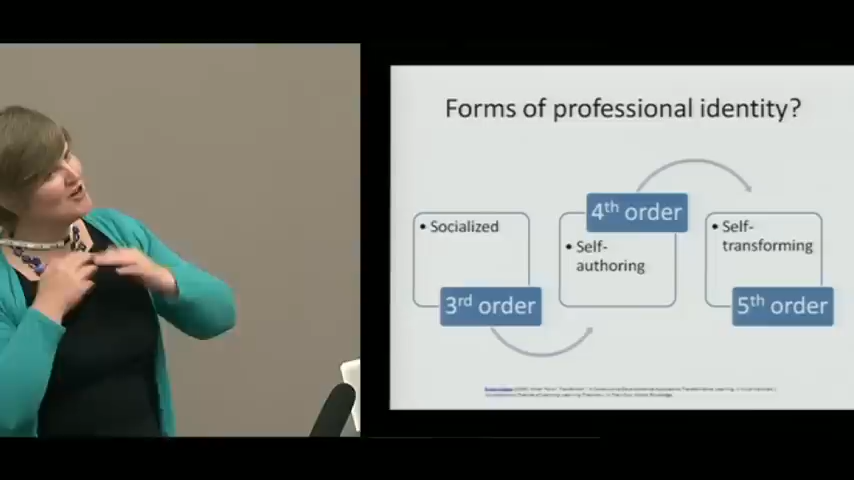 Forms of professional identity?
4th order
• Socialized
• Self-
authoring
• Self-
transforming
3rd order
5th order